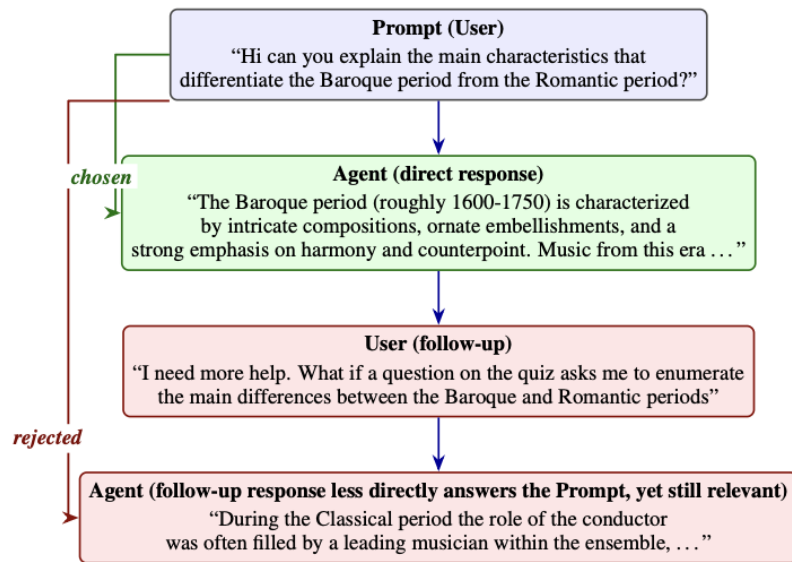 Prompt (User)
“Hi can you explain the main characteristics that
differentiate the Baroque period from the Romantic period?”
chosen
Agent (direct response)
“The Baroque period (roughly 1600-1750) is characterized
by intricate compositions, ornate embellishments, and a
strong emphasis on harmony and counterpoint. Music from this era …”
User (follow-up)
“I need more help. What if a question on the quiz asks me to enumerate
the main differences between the Baroque and Romantic periods”
rejected
Agent (follow-up response less directly answers the Prompt, yet still relevant)
“During the Classical period the role of the conductor
was often filled by a leading musician within the ensemble, …”